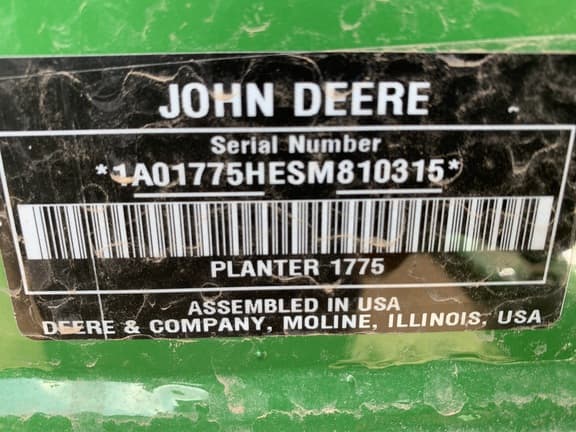 JOHN DEERE
Serial Number
*1A01775HESM810315*
PLANTER 1775
ASSEMBLED IN USA
DEERE & COMPANY, MOLINE, ILLINOIS, USA